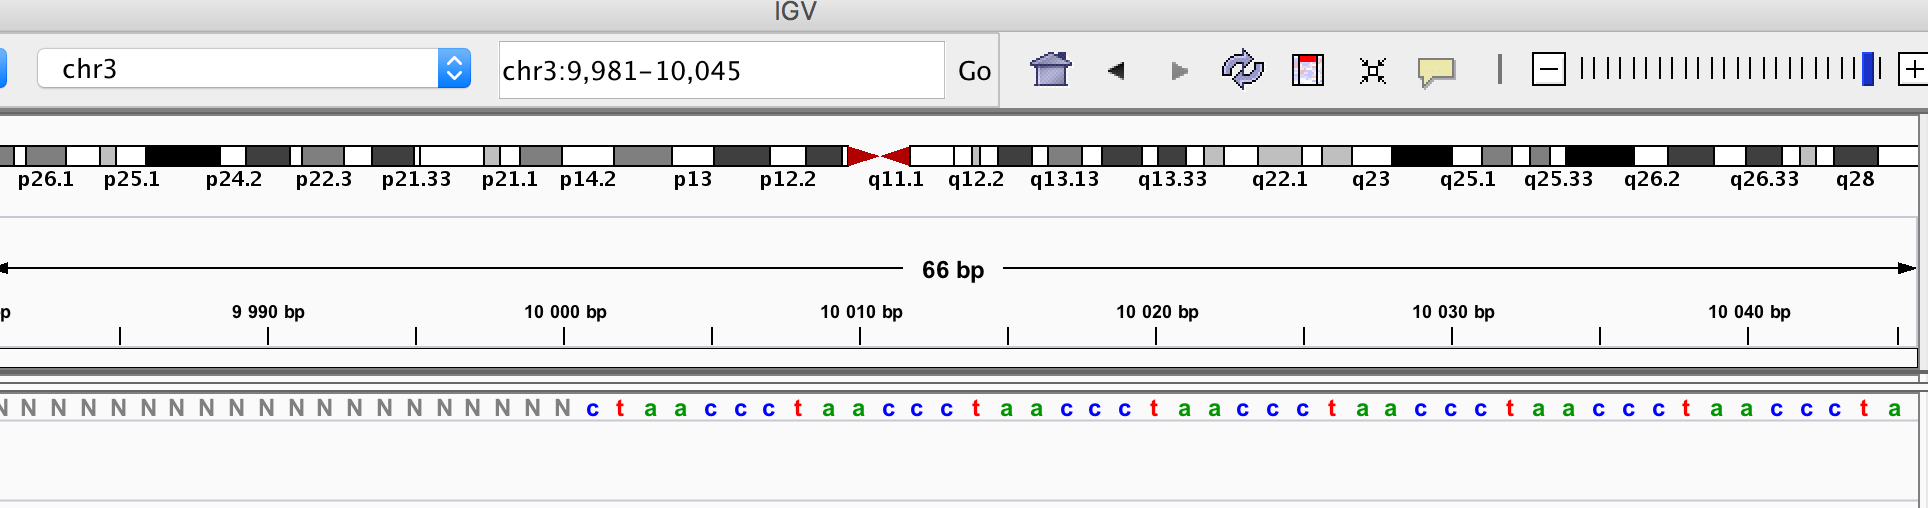 IGV
chr3
chr3:9,981-10,045
Go
p26.1 p25.1 p24.2 p22.3 p21.33 p21.1 p14.2 p13 p12.2 q11.1 q12.2 q13.13 q13.33 q22.1 q23 q25.1 q25.33 q26.2 q26.33 q28
66 bp
p 9 990 bp 10 000 bp 10 010 bp 10 020 bp 10 030 bp 10 040 bp
N N N N N N N N N N N N N N N N N N N N c t a a c c c t a a c c c t a a c c c t a a c c c t a a c c c t a a c c c t a a c c c t a